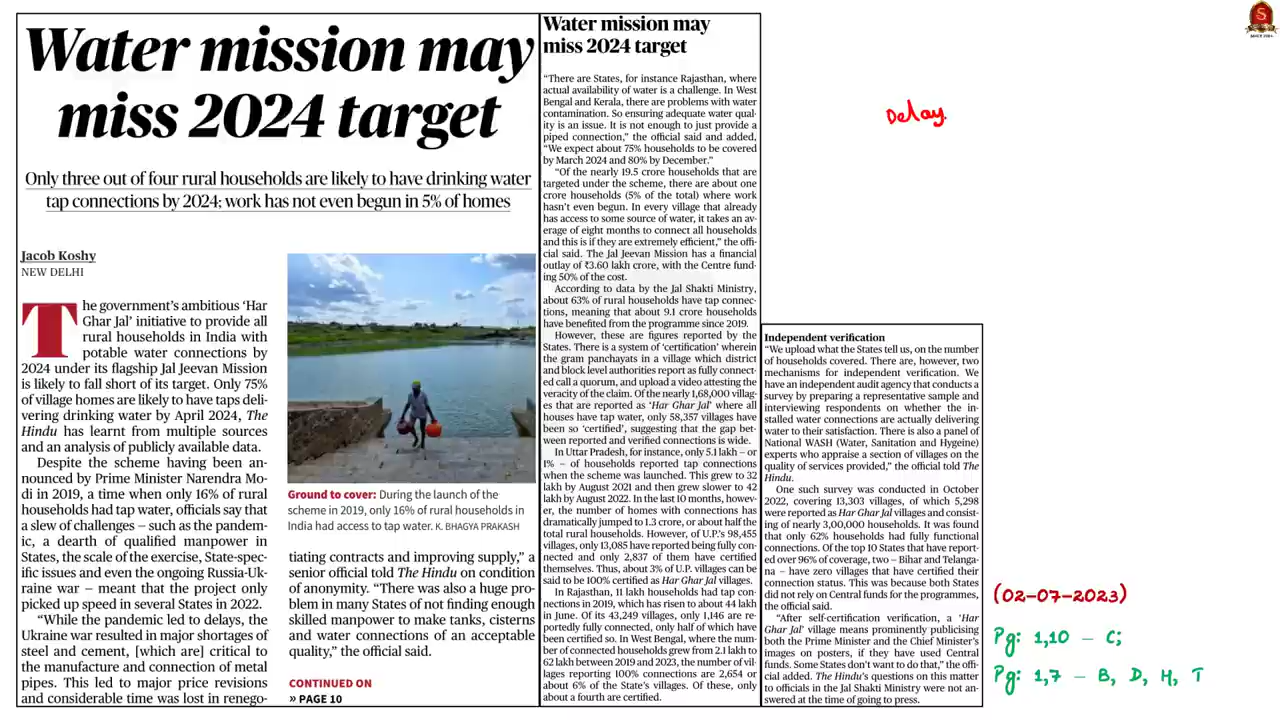 Water mission may
miss 2024 target
Only three out of four rural households are likely to have drinking water
tap connections by 2024; work has not even begun in 5% of homes
Jacob Koshy
NEW DELHI
The government's ambitious 'Har
Ghar Jal' initiative to provide all
rural households in India with
potable water connections by
2024 under its flagship Jal Jeevan Mission
is likely to fall short of its target. Only 75%
of village homes are likely to have taps deli-
vering drinking water by April 2024, The
Hindu has learnt from multiple sources
and an analysis of publicly available data.
Despite the scheme having been an-
nounced by Prime Minister Narendra Mo-
di in 2019, a time when only 16% of rural
households had tap water, officials say that
a slew of challenges – such as the pandem-
ic, a dearth of qualified manpower in
States, the scale of the exercise, State-spec-
ific issues and even the ongoing Russia-Uk-
raine war – meant that the project only
picked up speed in several States in 2022.
"While the pandemic led to delays, the
Ukraine war resulted in major shortages of
steel and cement, [which are] critical to
the manufacture and connection of metal
pipes. This led to major price revisions
and considerable time was lost in renego-
Ground to cover: During the launch of the
scheme in 2019, only 16% of rural households in
India had access to tap water. K. BHAGYA PRAKASH
tiating contracts and improving supply," a
senior official told The Hindu on condition
of anonymity. "There was also a huge pro-
blem in many States of not finding enough
skilled manpower to make tanks, cisterns
and water connections of an acceptable
quality," the official said.
CONTINUED ON
» PAGE 10
Water mission may
miss 2024 target
"There are States, for instance Rajasthan, where
actual availability of water is a challenge. In West
Bengal and Kerala, there are problems with water
contamination. So ensuring adequate water qual-
ity is an issue. It is not enough to just provide a
piped connection," the official said and added,
"We expect about 75% households to be covered
by March 2024 and 80% by December."
"Of the nearly 19.5 crore households that are
targeted under the scheme, there are about one
crore households (5% of the total) where work
hasn't even begun. In every village that already
has access to some source of water, it takes an av-
erage of eight months to connect all households
and this is if they are extremely efficient," the offi-
cial said. The Jal Jeevan Mission has a financial
outlay of ₹3.60 lakh crore, with the Centre fund-
ing 50% of the cost.
According to data by the Jal Shakti Ministry,
about 63% of rural households have tap connec-
tions, meaning that about 9.1 crore households
have benefited from the programme since 2019.
However, these are figures reported by the
States. There is a system of 'certification' wherein
the gram panchayats in a village which district
and block level authorities report as fully connect-
ed call a quorum, and upload a video attesting the
veracity of the claim. Of the nearly 1,68,000 villag-
es that are reported as 'Har Ghar Jal' where all
houses have tap water, only 58,357 villages have
been so 'certified', suggesting that the gap bet-
ween reported and verified connections is wide.
In Uttar Pradesh, for instance, only 5.1 lakh – or
1% – of households reported tap connections
when the scheme was launched. This grew to 32
lakh by August 2021 and then grew slower to 42
lakh by August 2022. In the last 10 months, howev-
er, the number of homes with connections has
dramatically jumped to 1.3 crore, or about half the
total rural households. However, of U.P.'s 98,455
villages, only 13,085 have reported being fully con-
nected and only 2,837 of them have certified
themselves. Thus, about 3% of U.P. villages can be
said to be 100% certified as Har Ghar Jal villages.
In Rajasthan, 11 lakh households had tap con-
nections in 2019, which has risen to about 44 lakh
in June. Of its 43,249 villages, only 1,146 are re-
portedly fully connected, only half of which have
been certified so. In West Bengal, where the num-
ber of connected households grew from 2.1 lakh to
62 lakh between 2019 and 2023, the number of vil-
lages reporting 100% connections are 2,654 or
about 6% of the State's villages. Of these, only
about a fourth are certified.
Independent verification
"We upload what the States tell us, on the number
of households covered. There are, however, two
mechanisms for independent verification. We
have an independent audit agency that conducts a
survey by preparing a representative sample and
interviewing respondents on whether the in-
stalled water connections are actually delivering
water to their satisfaction. There is also a panel of
National WASH (Water, Sanitation and Hygeine)
experts who appraise a section of villages on the
quality of services provided," the official told The
Hindu.
One such survey was conducted in October
2022, covering 13,303 villages, of which 5,298
were reported as Har Ghar Jal villages and consist-
ing of nearly 3,00,000 households. It was found
that only 62% households had fully functional
connections. Of the top 10 States that have report-
ed over 96% of coverage, two – Bihar and Telanga-
na – have zero villages that have certified their
connection status. This was because both States
did not rely on Central funds for the programmes,
the official said.
"After self-certification verification, a 'Har
Ghar Jal' village means prominently publicising
both the Prime Minister and the Chief Minister's
images on posters, if they have used Central
funds. Some States don't want to do that," the offi-
cial added. The Hindu's questions on this matter
to officials in the Jal Shakti Ministry were not an-
swered at the time of going to press.
Delay.
(02-07-2023)
Pg: 1,10 – C;
Pg: 1,7 – B, D, H, T
S